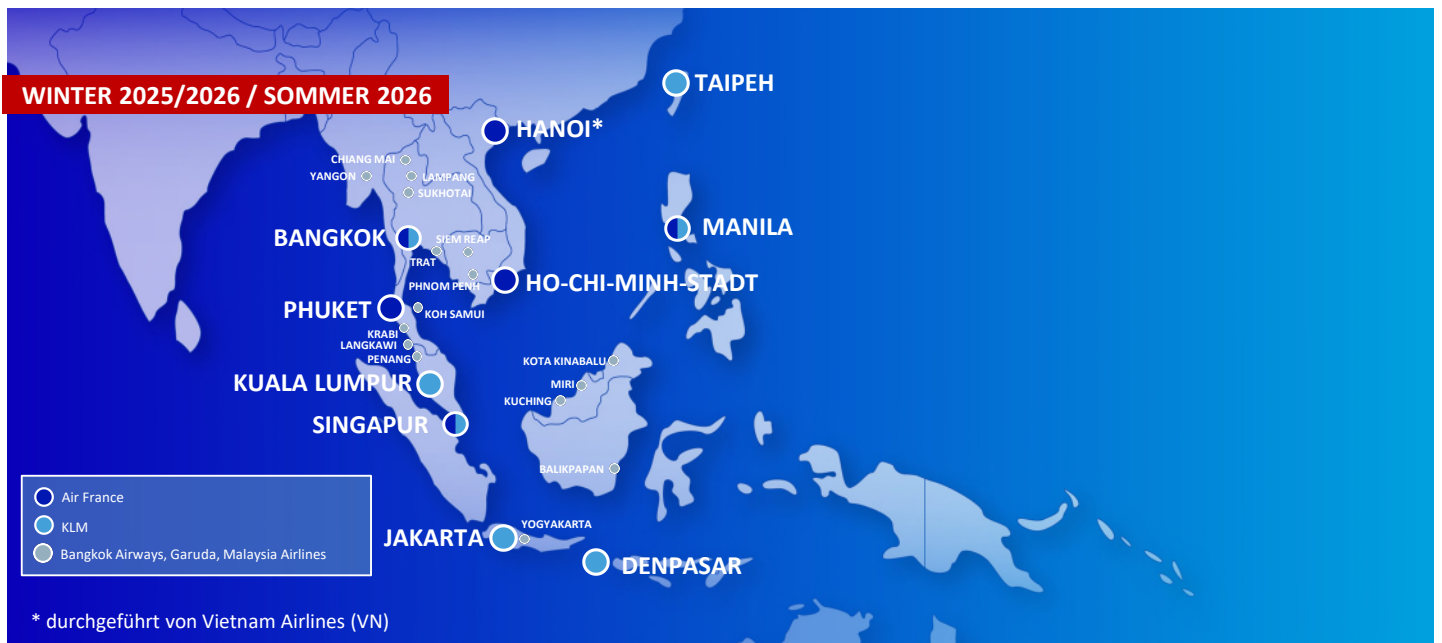 WINTER 2025/2026 / SOMMER 2026
TAIPEH
HANOI*
CHIANG MAI
YANGON
LAMPANG
SUKHOTAI
MANILA
BANGKOK
SIEM REAP
TRAT
PHNOM PENH
HO-CHI-MINH-STADT
PHUKET
KOH SAMUI
KRABI
LANGKAWI
PENANG
KOTA KINABALU
KUALA LUMPUR
MIRI
KUCHING
SINGAPUR
BALIKPAPAN
Air France
KLM
Bangkok Airways, Garuda, Malaysia Airlines
YOGYAKARTA
JAKARTA
DENPASAR
* durchgeführt von Vietnam Airlines (VN)